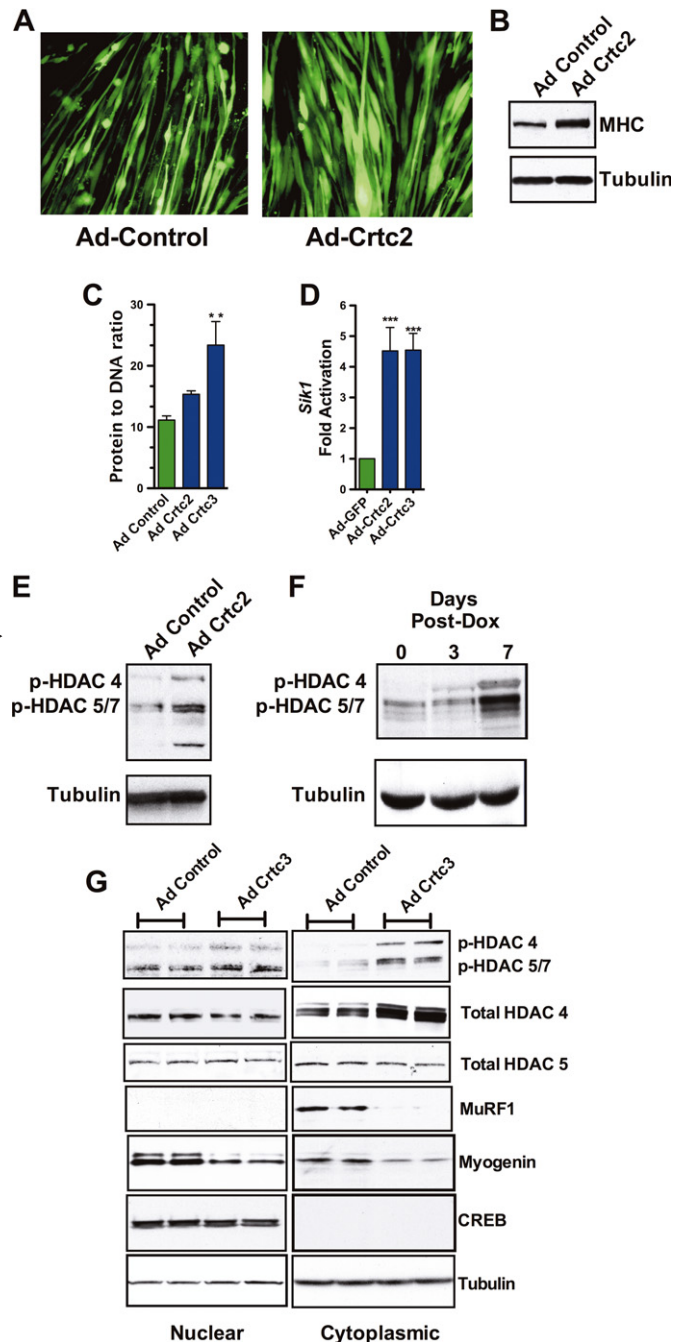 A
Ad-Control
Ad-Crtc2
B
Ad Control
Ad Crtc2
MHC
Tubulin
C
Protein to DNA ratio
30
20
10
0
**
Ad Control
Ad Crtc2
Ad Crtc3
D
Sik1
Fold Activation
6
5
4
3
2
1
0
***
***
Ad-GFP
Ad-Crtc2
Ad-Crtc3
E
Ad Control
Ad Crtc2
p-HDAC 4
p-HDAC 5/7
Tubulin
F
Days
Post-Dox
0 3 7
p-HDAC 4
p-HDAC 5/7
Tubulin
G
Ad Control
Ad Crtc3
Ad Control
Ad Crtc3
p-HDAC 4
p-HDAC 5/7
Total HDAC 4
Total HDAC 5
MuRF1
Myogenin
CREB
Tubulin
Nuclear
Cytoplasmic